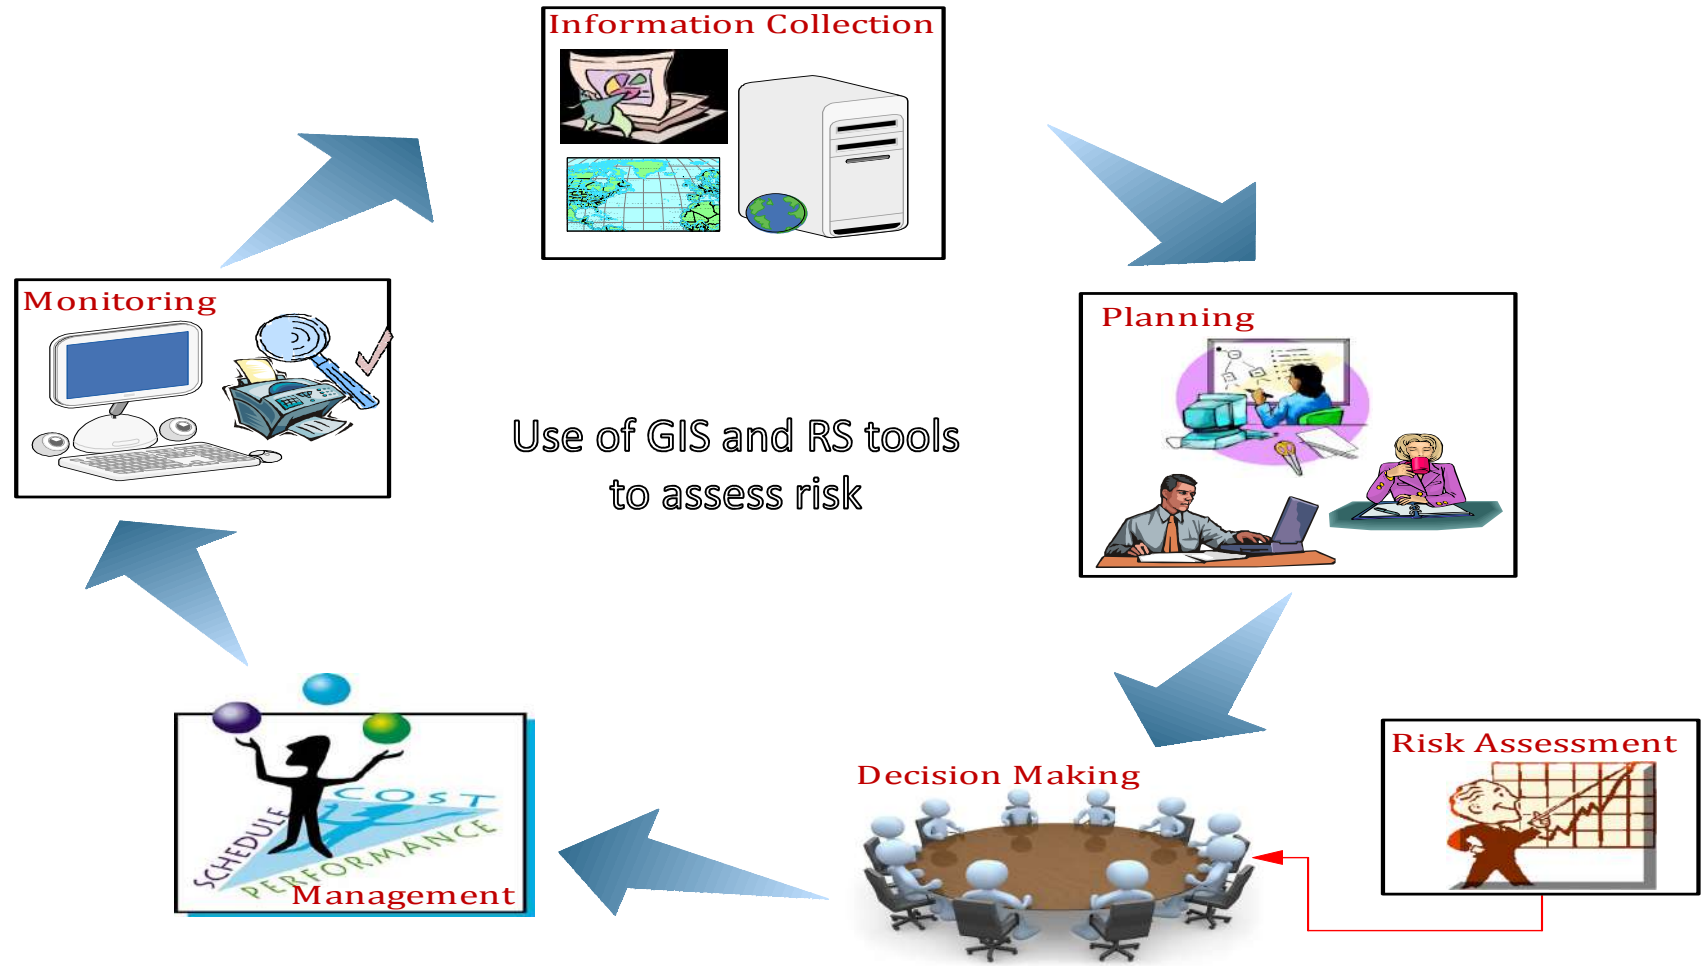 Information Collection
Monitoring
Planning
Use of GIS and RS tools
to assess risk
Risk Assessment
Decision Making
COST
SCHEDULE
PERFORMANCE
Management